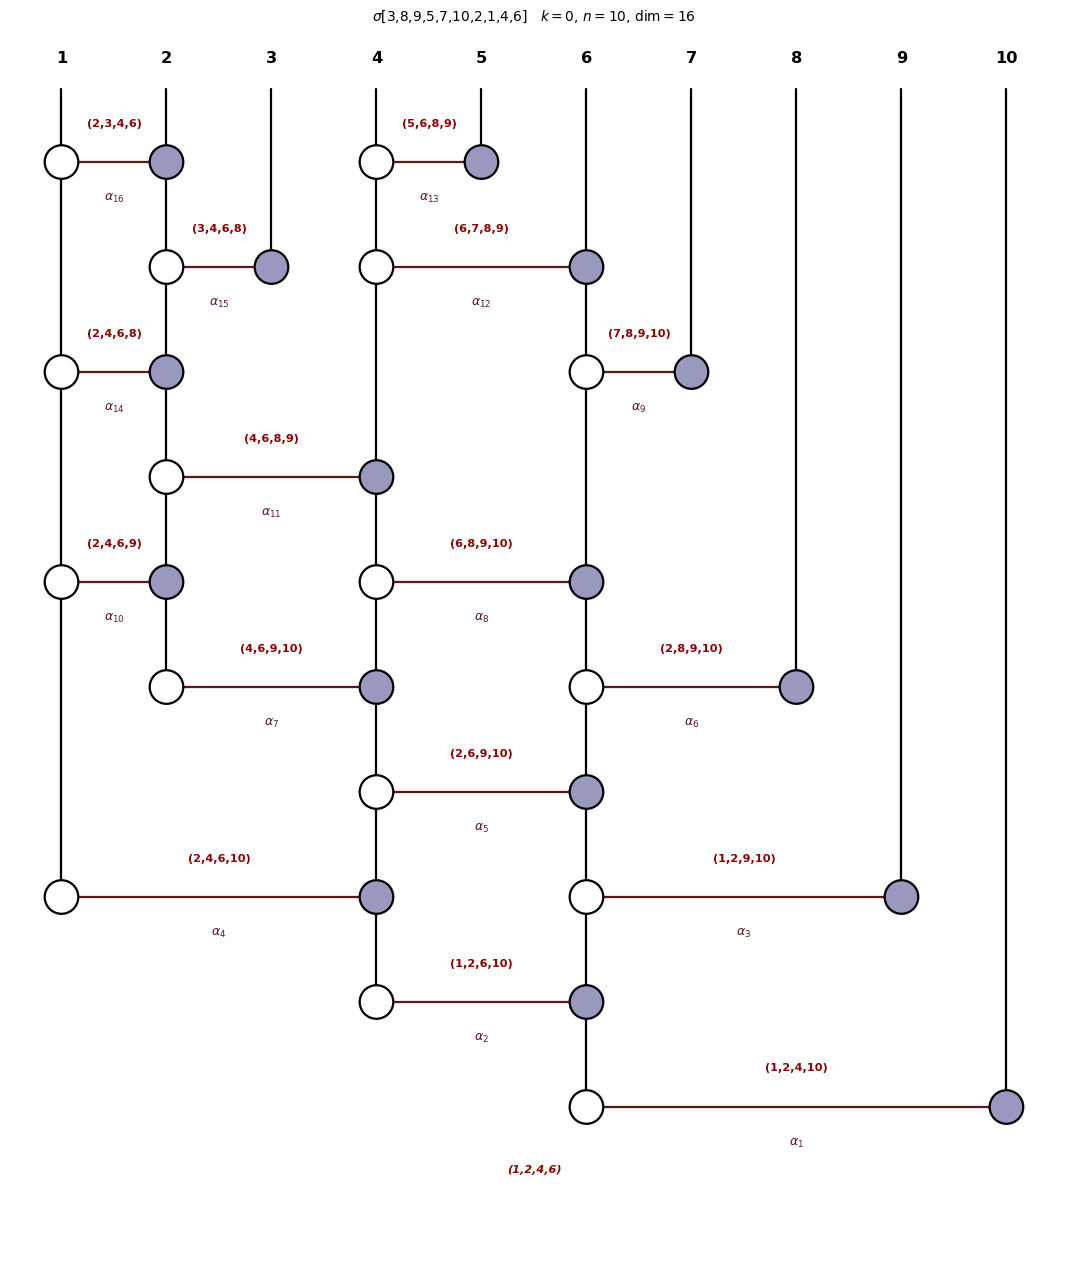 σ[3,8,9,5,7,10,2,1,4,6] k=0, n=10, dim=16
1 2 3 4 5 6 7 8 9 10
(2,3,4,6) (5,6,8,9)
α₁₆ α₁₃
(3,4,6,8) (6,7,8,9)
α₁₅ α₁₂
(2,4,6,8) (7,8,9,10)
α₁₄ α₉
(4,6,8,9)
α₁₁
(2,4,6,9) (6,8,9,10)
α₁₀ α₈
(4,6,9,10) (2,8,9,10)
α₇ α₆
(2,6,9,10)
α₅
(2,4,6,10) (1,2,9,10)
α₄ α₃
(1,2,6,10)
α₂
(1,2,4,10)
α₁
(1,2,4,6)